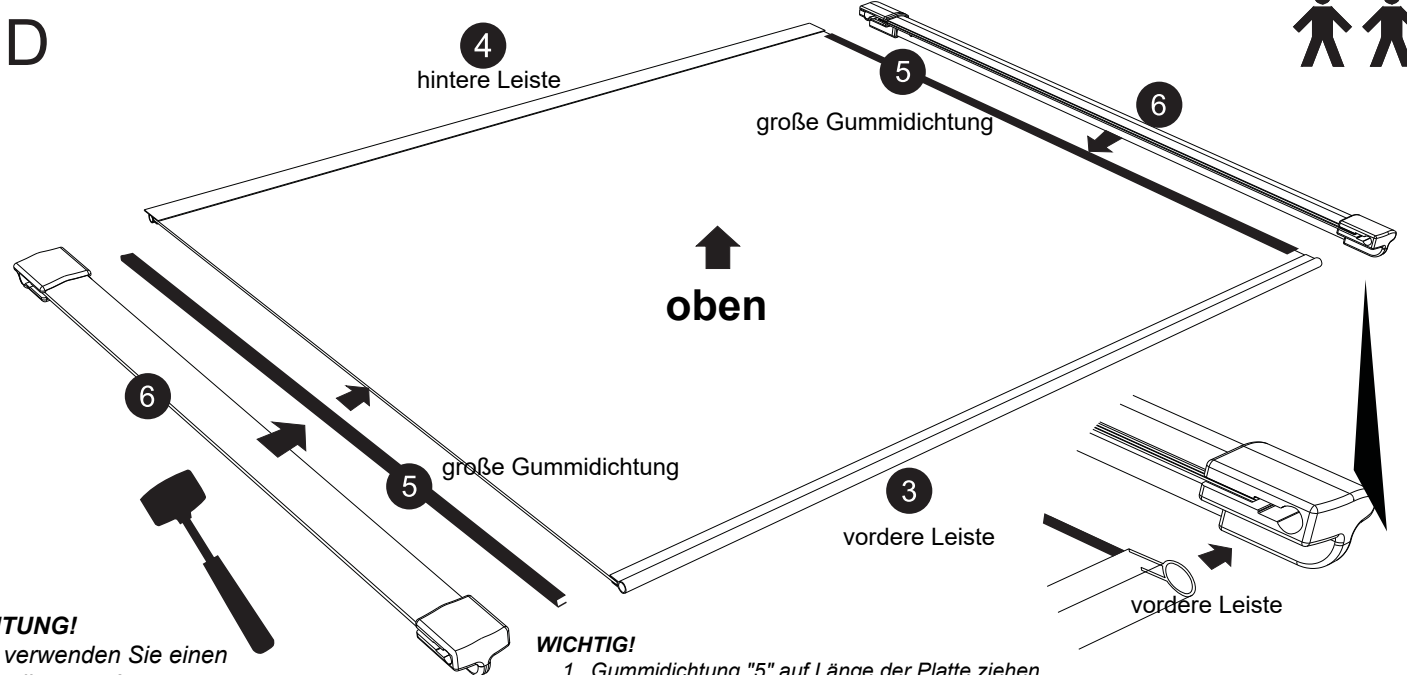 D
4
hintere Leiste
5
große Gummidichtung
6
oben
6
5
große Gummidichtung
3
vordere Leiste
vordere Leiste
TUNG!
verwenden Sie einen
WICHTIG!
1. Gummidichtung "5" auf Länge der Platte ziehen